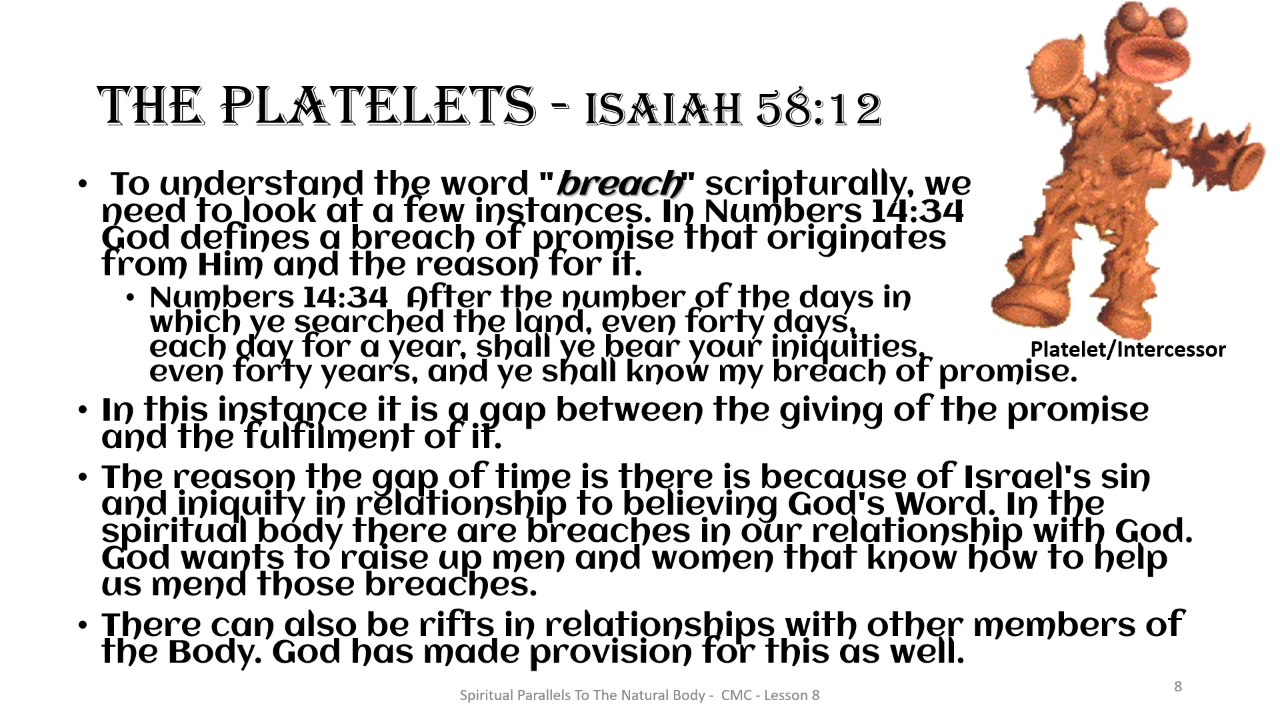 THE PLATELETS - ISAIAH 58:12
• To understand the word "breach" scripturally, we
need to look at a few instances. In Numbers 14:34
God defines a breach of promise that originates
from Him and the reason for it.
• Numbers 14:34 After the number of the days in
which ye searched the land, even forty days,
each day for a year, shall ye bear your iniquities,
even forty years, and ye shall know my breach of promise.
Platelet/Intercessor
• In this instance it is a gap between the giving of the promise
and the fulfilment of it.
• The reason the gap of time is there is because of Israel's sin
and iniquity in relationship to believing God's Word. In the
spiritual body there are breaches in our relationship with God.
God wants to raise up men and women that know how to help
us mend those breaches.
• There can also be rifts in relationships with other members of
the Body. God has made provision for this as well.
Spiritual Parallels To The Natural Body - CMC - Lesson 8
8